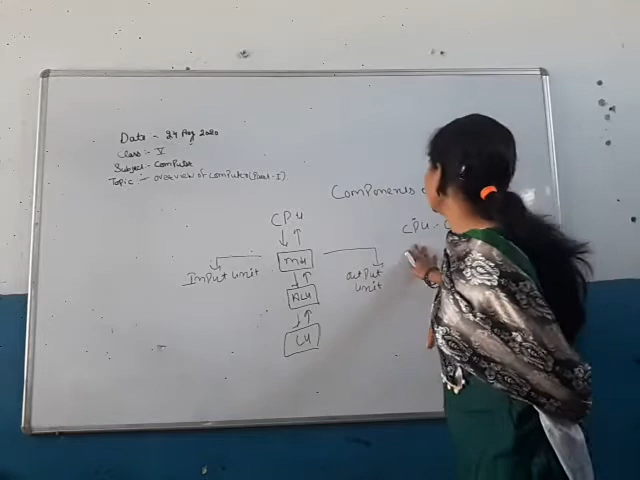 Date - 24 Aug 2020
Class :- V
Subject - Computer
Topic :- overview of computer (Part-I)
Components
CPU
CPU -
MU
Input unit
output
unit
ALU
CU